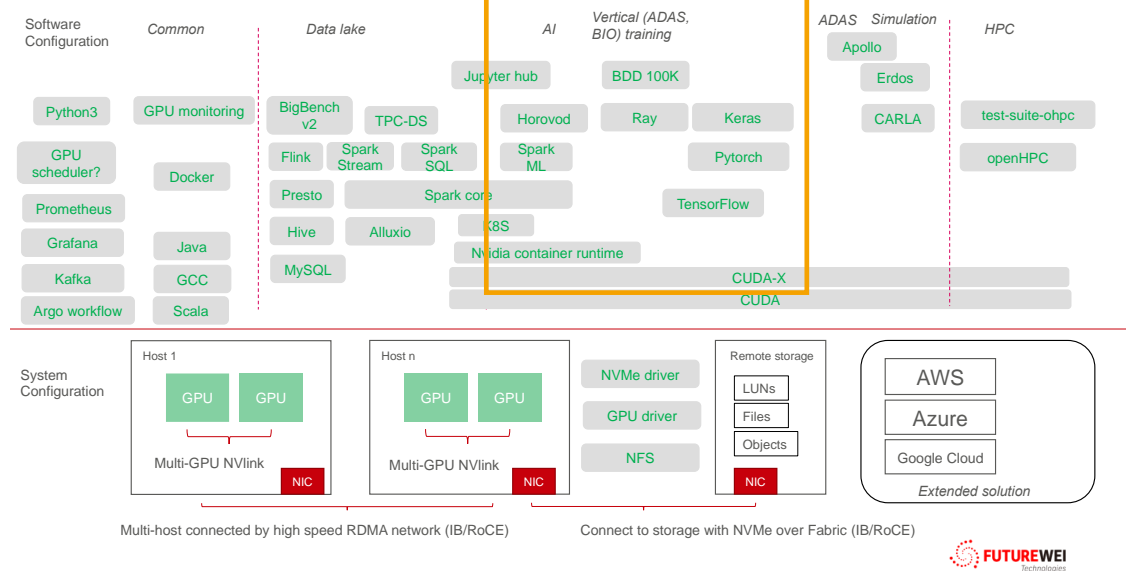 Software
Configuration
Common
Data lake
AI
Vertical (ADAS,
BIO) training
ADAS
Simulation
HPC
Apollo
Jupyter hub
BDD 100K
Erdos
Python3
GPU monitoring
BigBench
v2
TPC-DS
Horovod
Ray
Keras
CARLA
test-suite-ohpc
GPU
scheduler?
Docker
Flink
Spark
Stream
Spark
SQL
Spark
ML
Pytorch
openHPC
Prometheus
Presto
Spark core
TensorFlow
Grafana
Java
Hive
Alluxio
K8S
Nvidia container runtime
Kafka
GCC
MySQL
CUDA-X
Argo workflow
Scala
CUDA
System
Configuration
Host 1
GPU
GPU
Multi-GPU NVlink
NIC
Host n
GPU
GPU
Multi-GPU NVlink
NIC
NVMe driver
GPU driver
NFS
Remote storage
LUNs
Files
Objects
NIC
AWS
Azure
Google Cloud
Extended solution
Multi-host connected by high speed RDMA network (IB/RoCE)
Connect to storage with NVMe over Fabric (IB/RoCE)
FUTUREWEI
Technologies